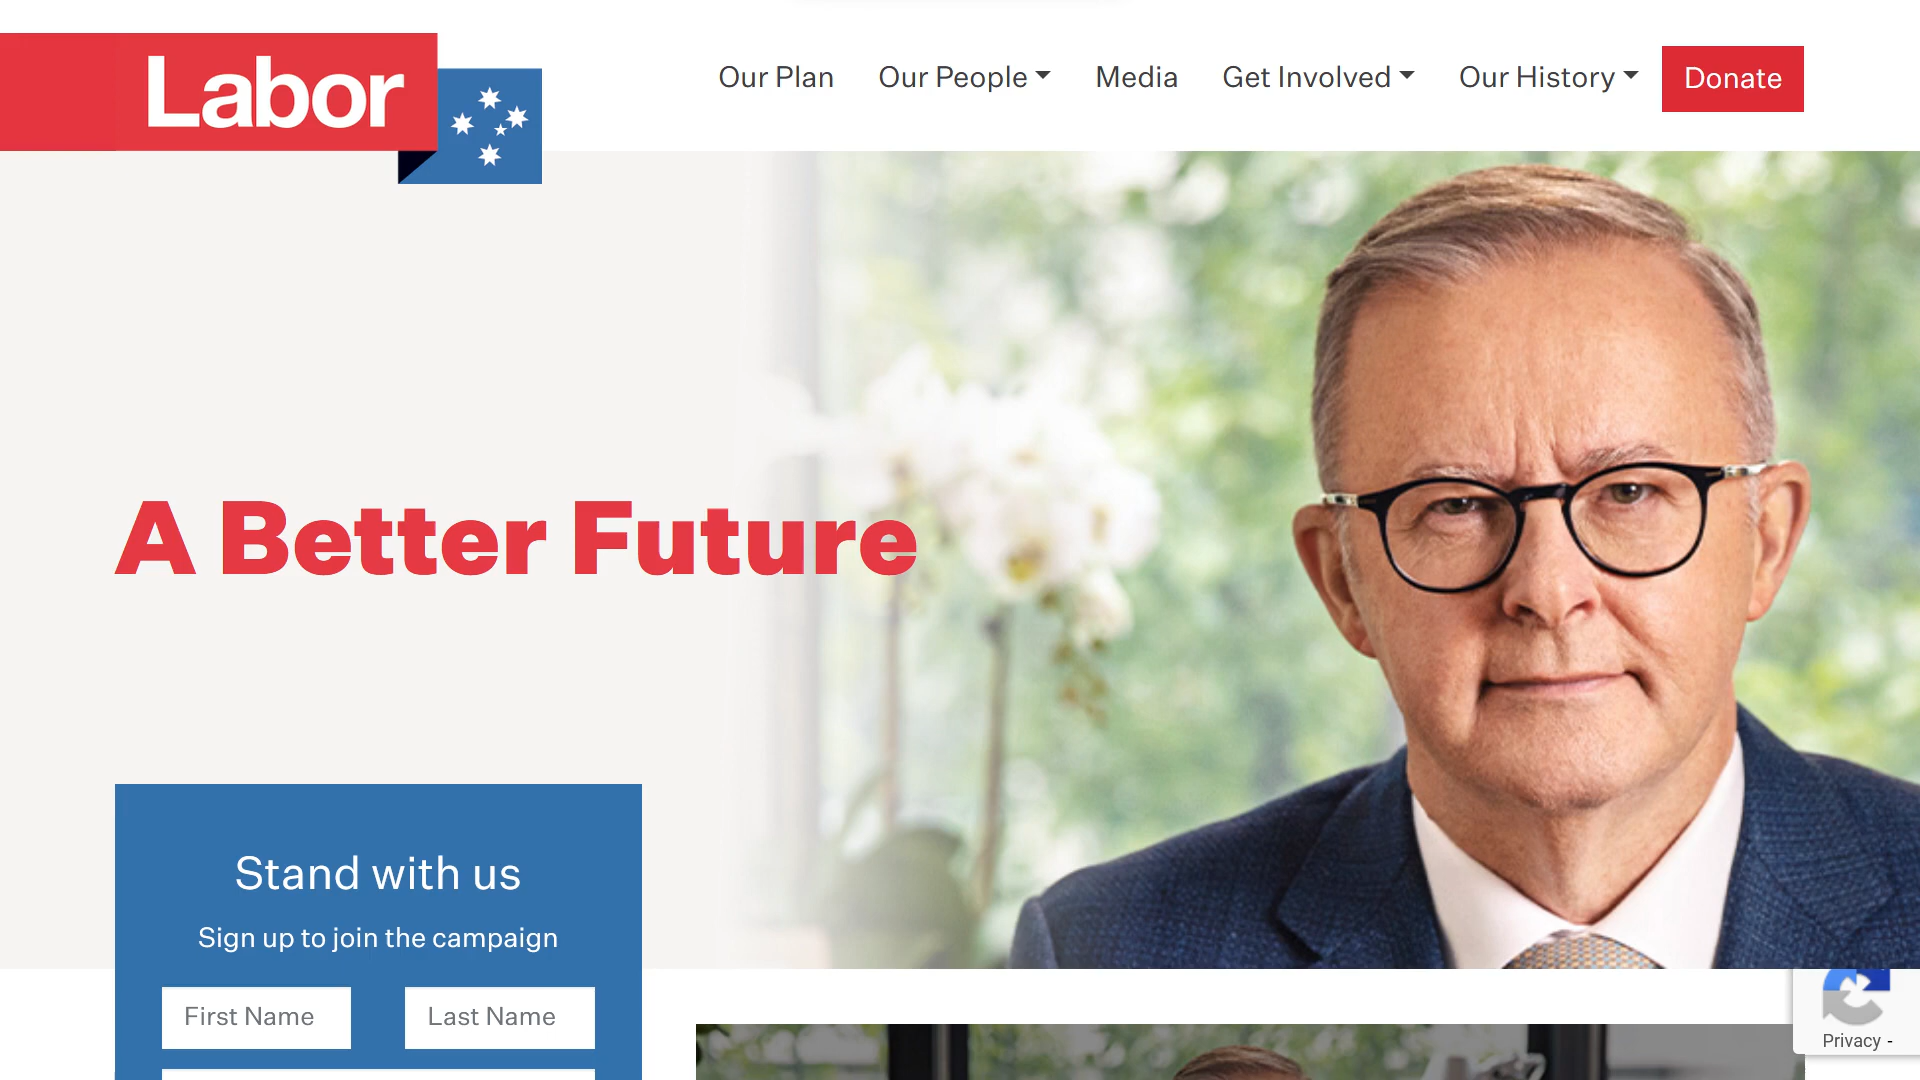 Labor
Our Plan
Our People
Media
Get Involved
Our History
Donate
A Better Future
Stand with us
Sign up to join the campaign
First Name
Last Name
Privacy -